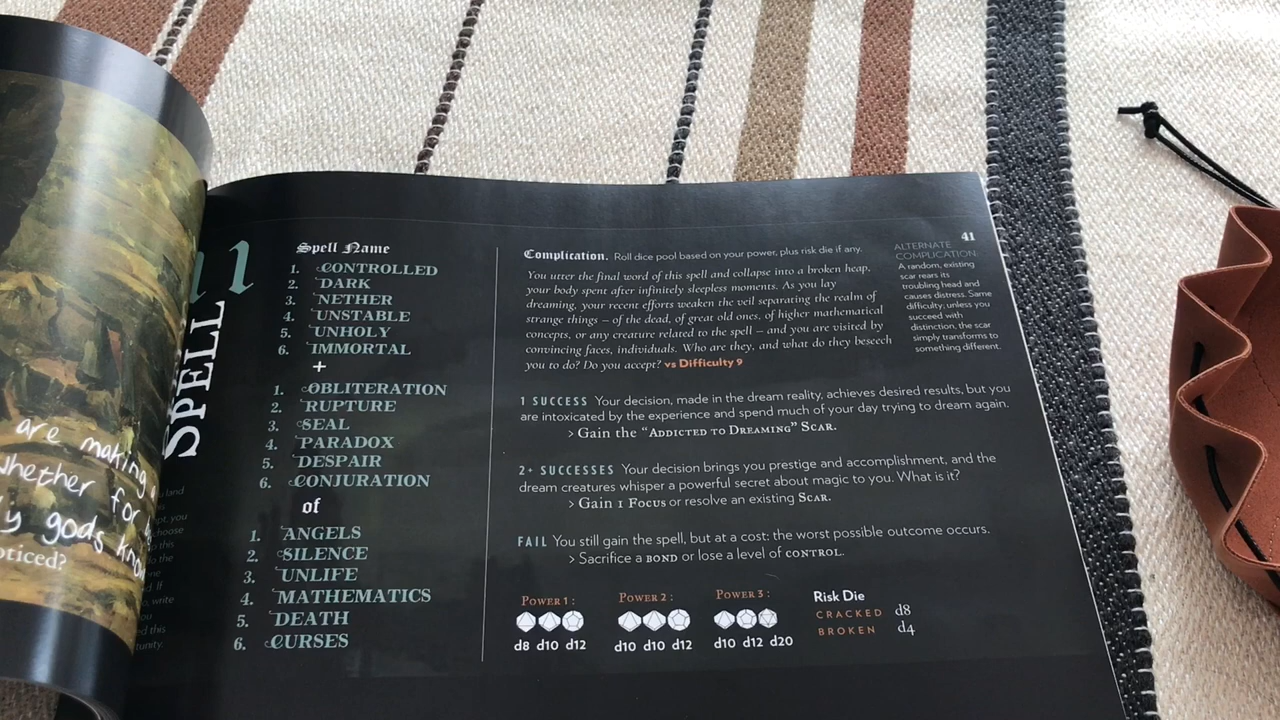 are making
whether for
y gods know
oticed?
SPELL
Spell Name
1. CONTROLLED
2. DARK
3. NETHER
4. UNSTABLE
5. UNHOLY
6. IMMORTAL
+
1. OBLITERATION
2. RUPTURE
3. SEAL
4. PARADOX
5. DESPAIR
6. CONJURATION
of
1. ANGELS
2. SILENCE
3. UNLIFE
4. MATHEMATICS
5. DEATH
6. CURSES
Complication. Roll dice pool based on your power, plus risk die if any.
You utter the final word of this spell and collapse into a broken heap,
your body spent after infinitely sleepless moments. As you lay
dreaming, your recent efforts weaken the veil separating the realm of
strange things – of the dead, of great old ones, of higher mathematical
concepts, or any creature related to the spell – and you are visited by
convincing faces, individuals. Who are they, and what do they beseech
you to do? Do you accept? vs Difficulty 9
41
ALTERNATE
COMPLICATION:
A random, existing
scar rears its
troubling head and
causes distress. Same
difficulty; unless you
succeed with
distinction, the scar
simply transforms to
something different.
1 SUCCESS Your decision, made in the dream reality, achieves desired results, but you
are intoxicated by the experience and spend much of your day trying to dream again.
> Gain the "ADDICTED TO DREAMING" SCAR.
2+ SUCCESSES Your decision brings you prestige and accomplishment, and the
dream creatures whisper a powerful secret about magic to you. What is it?
> Gain 1 FOCUS or resolve an existing SCAR.
FAIL You still gain the spell, but at a cost: the worst possible outcome occurs.
> Sacrifice a BOND or lose a level of CONTROL.
POWER 1:
d8 d10 d12
POWER 2:
d10 d10 d12
POWER 3:
d10 d12 d20
Risk Die
CRACKED d8
BROKEN d4